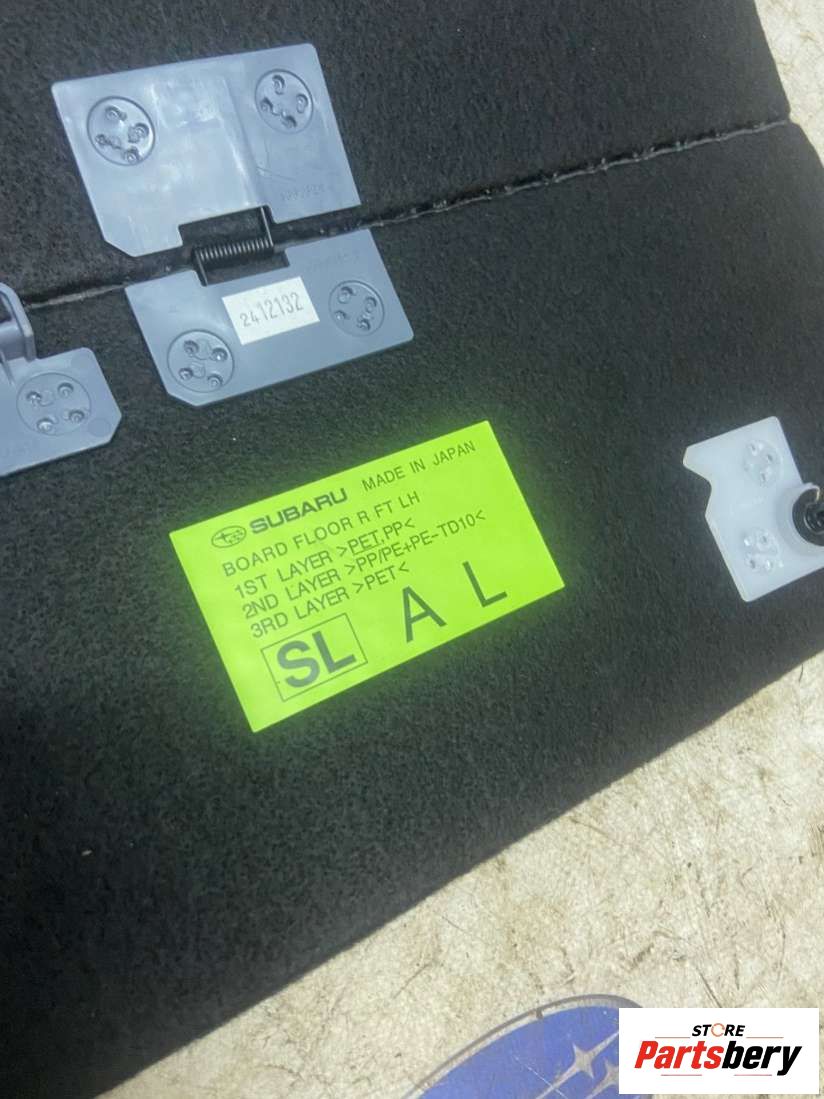 2412132
SUBARU MADE IN JAPAN
BOARD FLOOR R FT LH
1ST LAYER >PET,PP<
2ND LAYER >PP/PE+PE-TD10<
3RD LAYER >PET<
SL A L
STORE
Partsbery